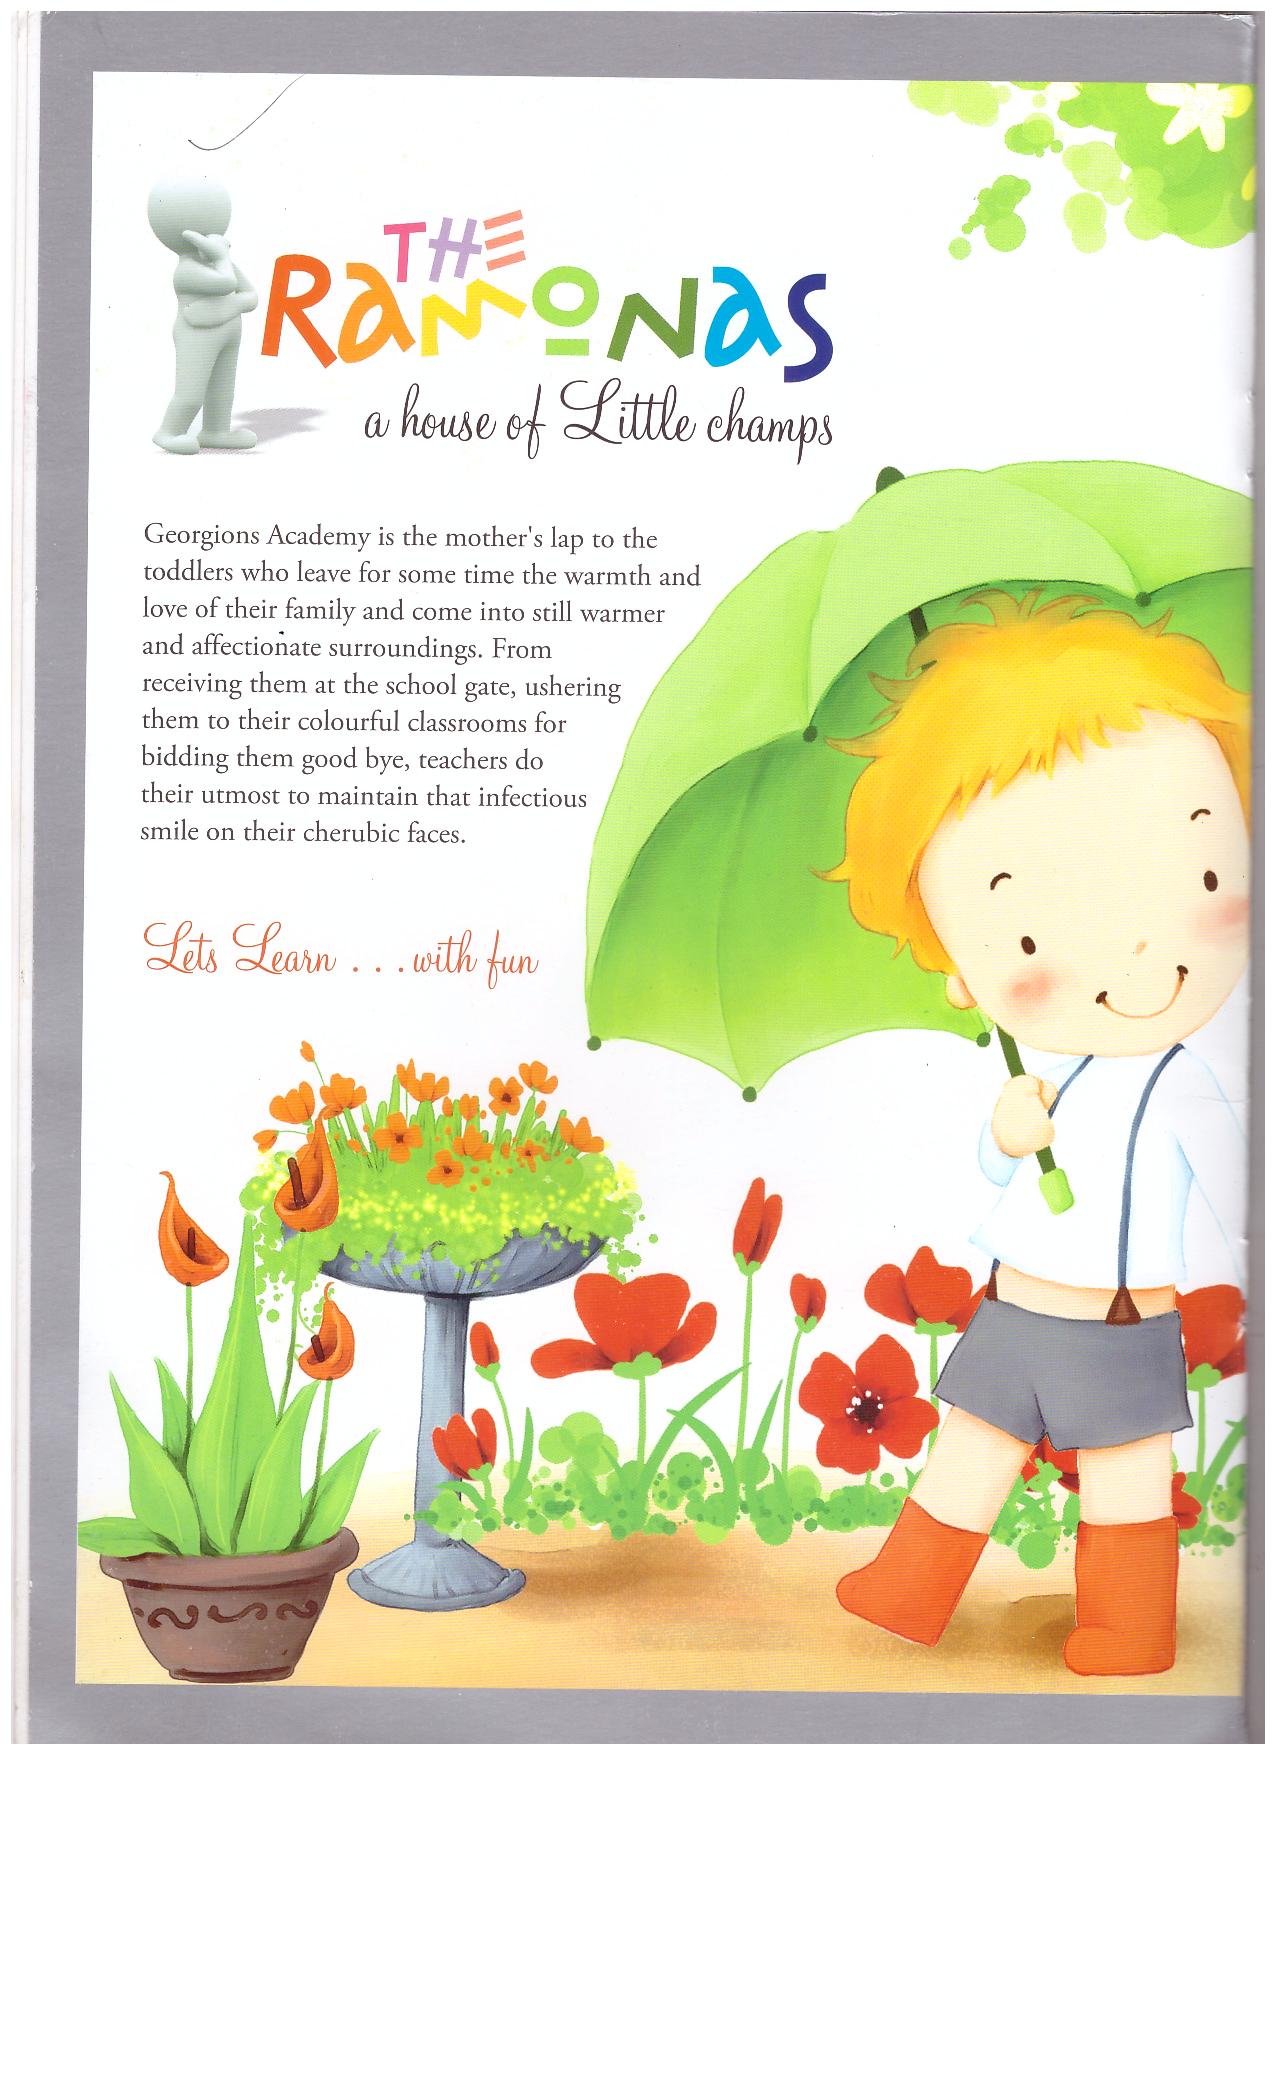 THE
RAMONAS
a house of Little champs
Georgions Academy is the mother's lap to the
toddlers who leave for some time the warmth and
love of their family and come into still warmer
and affectionate surroundings. From
receiving them at the school gate, ushering
them to their colourful classrooms for
bidding them good bye, teachers do
their utmost to maintain that infectious
smile on their cherubic faces.
Lets Learn . . . with fun